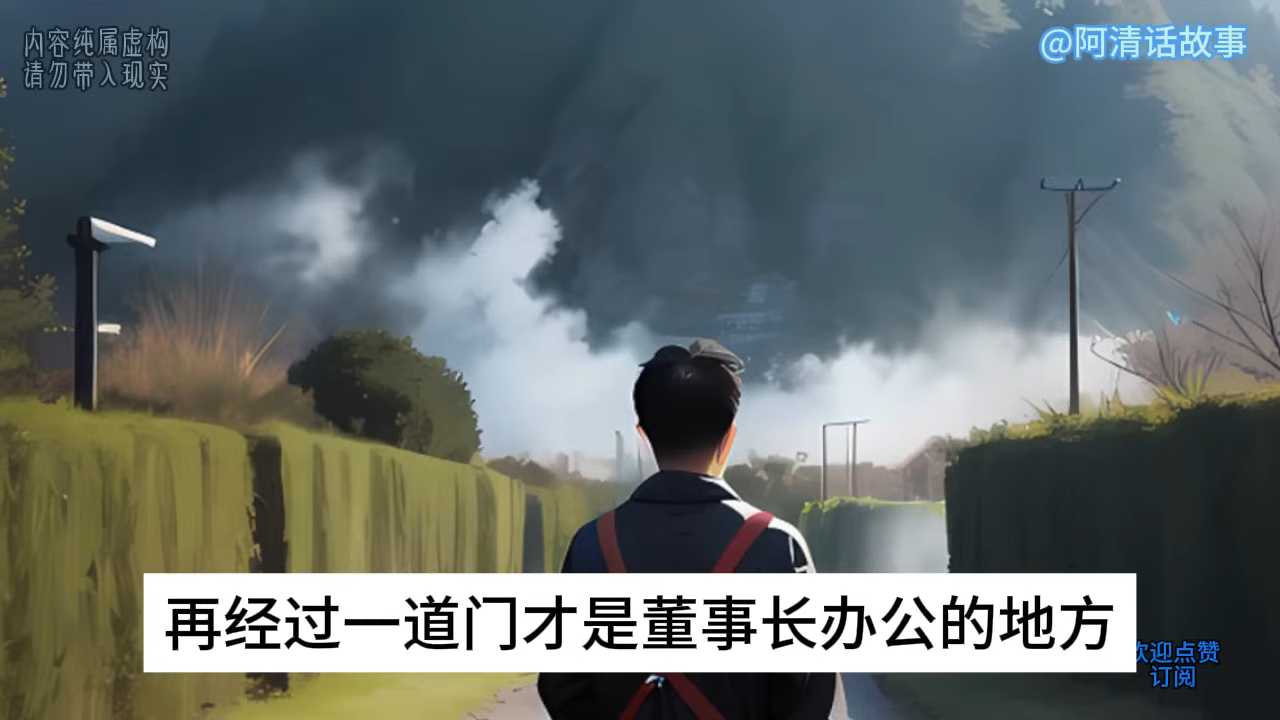 内容纯属虚构
请勿带入现实
@阿清话故事
再经过一道门才是董事长办公的地方
欢迎点赞
订阅